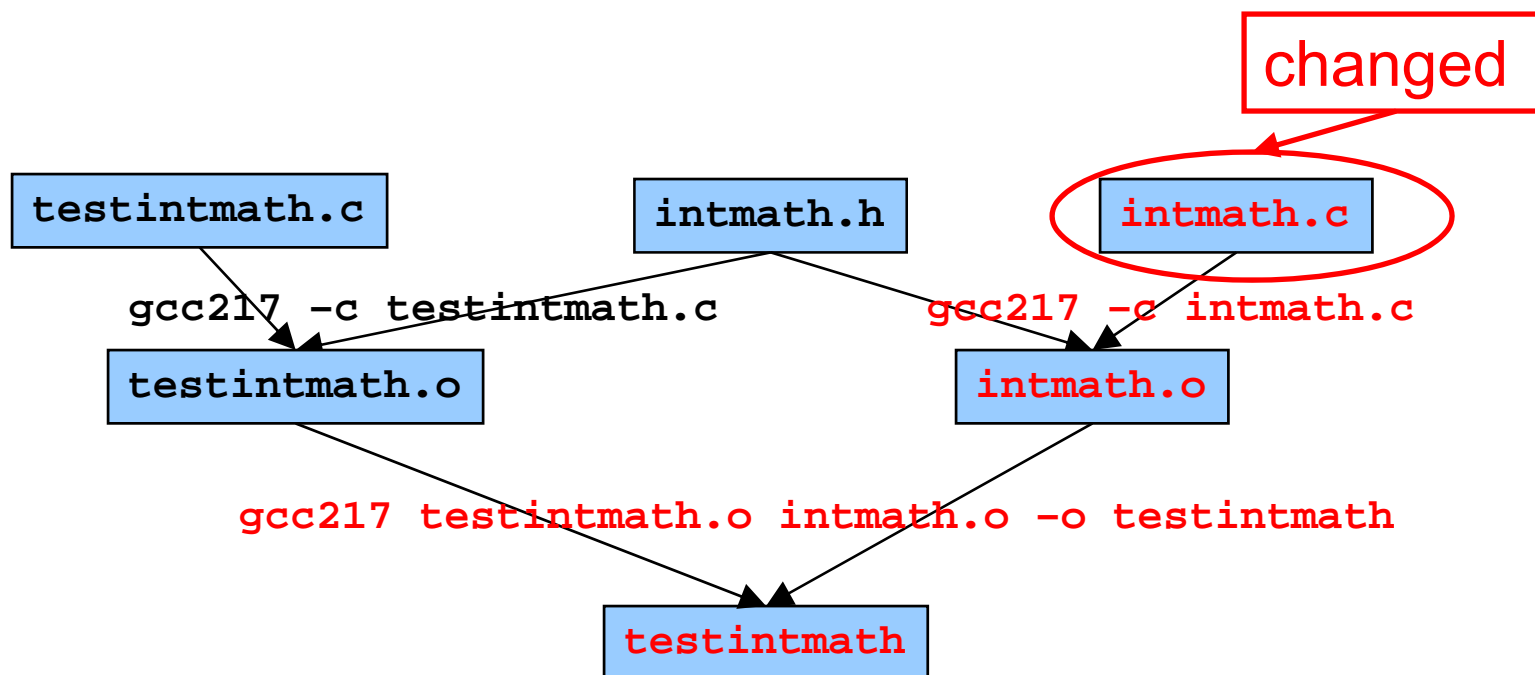 changed
testintmath.c
intmath.h
intmath.c
gcc217 –c testintmath.c
gcc217 –c intmath.c
testintmath.o
intmath.o
gcc217 testintmath.o intmath.o –o testintmath
testintmath